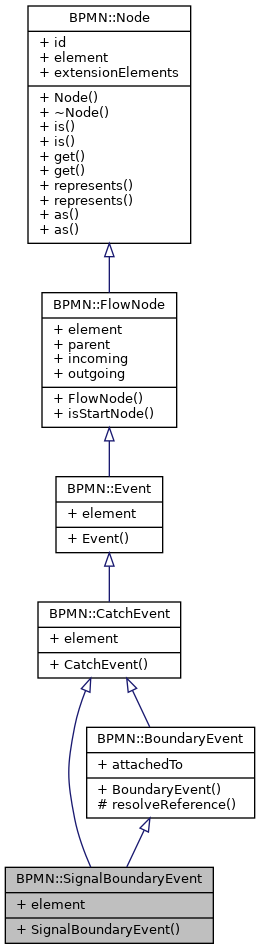 BPMN::Node
+ id
+ element
+ extensionElements
+ Node()
+ ~Node()
+ is()
+ is()
+ get()
+ get()
+ represents()
+ represents()
+ as()
+ as()
BPMN::FlowNode
+ element
+ parent
+ incoming
+ outgoing
+ FlowNode()
+ isStartNode()
BPMN::Event
+ element
+ Event()
BPMN::CatchEvent
+ element
+ CatchEvent()
BPMN::BoundaryEvent
+ attachedTo
+ BoundaryEvent()
# resolveReference()
BPMN::SignalBoundaryEvent
+ element
+ SignalBoundaryEvent()